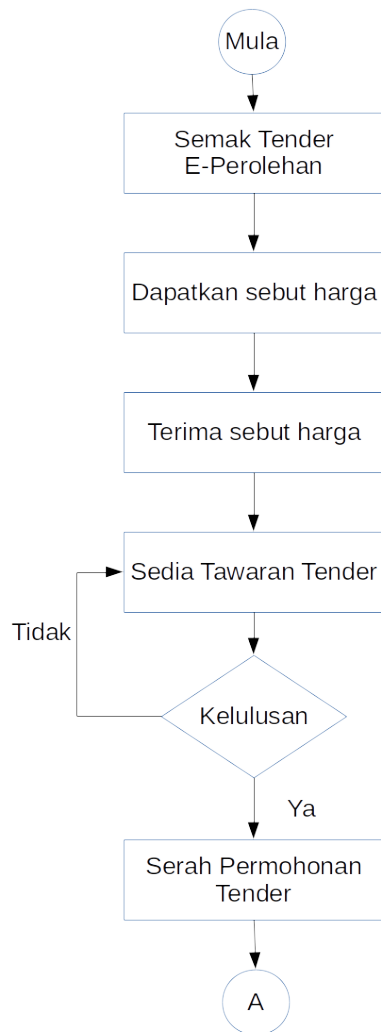 Mula
Semak Tender
E-Perolehan
Dapatkan sebut harga
Terima sebut harga
Sedia Tawaran Tender
Tidak
Kelulusan
Ya
Serah Permohonan
Tender
A